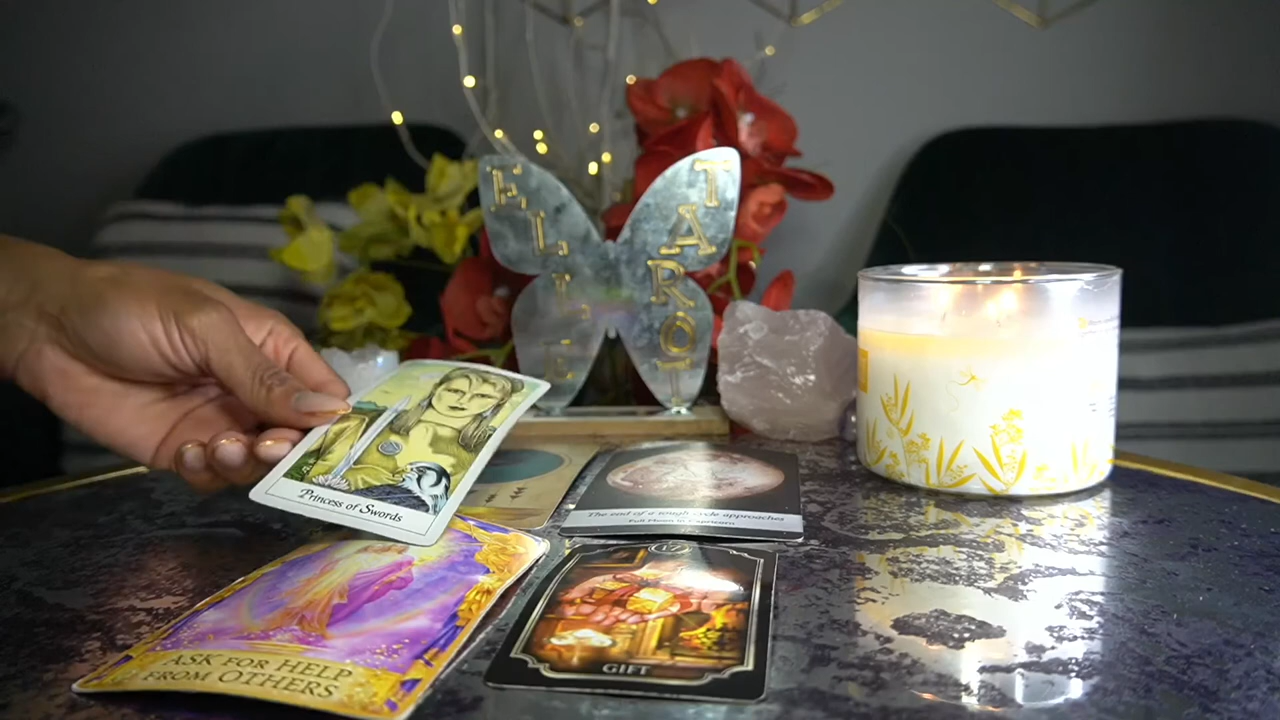 ELLE
TAROT
Princess of Swords
The end of a tough cycle approaches
Full Moon in Capricorn
ASK FOR HELP
FROM OTHERS
17
GIFT